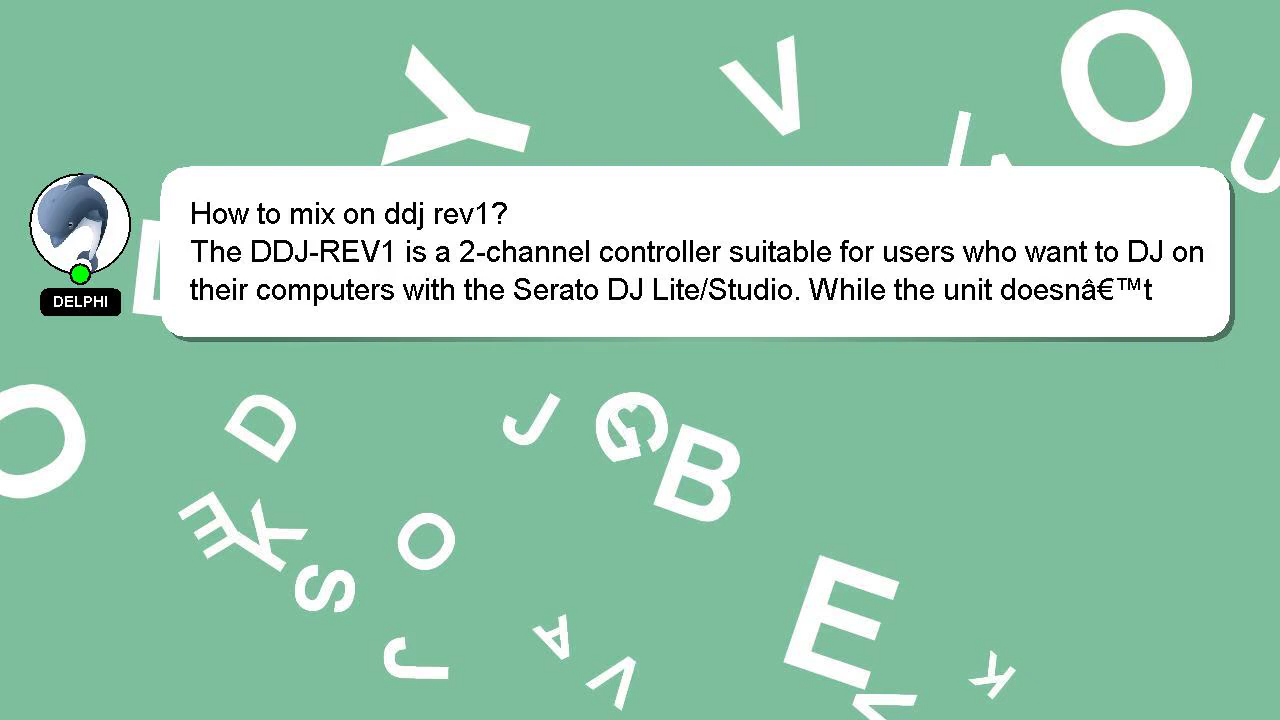 Y
V
O
U
How to mix on ddj rev1?
The DDJ-REV1 is a 2-channel controller suitable for users who want to DJ on
their computers with the Serato DJ Lite/Studio. While the unit doesnâ€™t
DELPHI
O
D
J
G
B
E
K
O
S
E
J
A
V
K
V